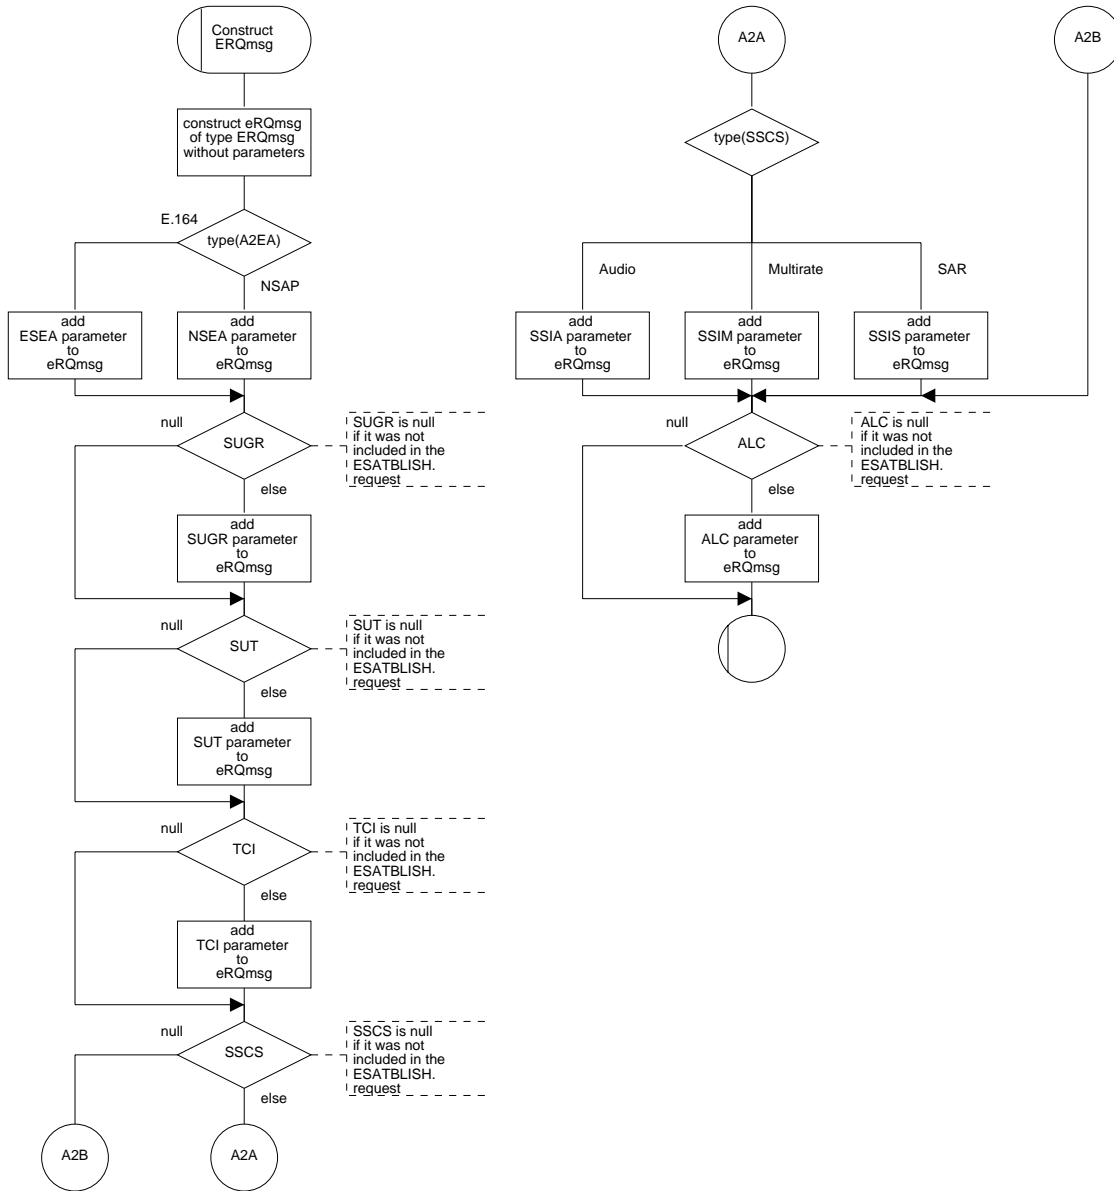 Construct
ERQmsg
construct eRQmsg
of type ERQmsg
without parameters
E.164
type(A2EA)
NSAP
add
ESEA parameter
to
eRQmsg
add
NSEA parameter
to
eRQmsg
null
SUGR
SUGR is null
if it was not
included in the
ESATBLISH.
request
else
add
SUGR parameter
to
eRQmsg
null
SUT
SUT is null
if it was not
included in the
ESATBLISH.
request
else
add
SUT parameter
to
eRQmsg
null
TCI
TCI is null
if it was not
included in the
ESATBLISH.
request
else
add
TCI parameter
to
eRQmsg
null
SSCS
SSCS is null
if it was not
included in the
ESATBLISH.
request
else
A2B
A2A
A2A
A2B
type(SSCS)
Audio
Multirate
SAR
add
SSIA parameter
to
eRQmsg
add
SSIM parameter
to
eRQmsg
add
SSIS parameter
to
eRQmsg
null
ALC
ALC is null
if it was not
included in the
ESATBLISH.
request
else
add
ALC parameter
to
eRQmsg